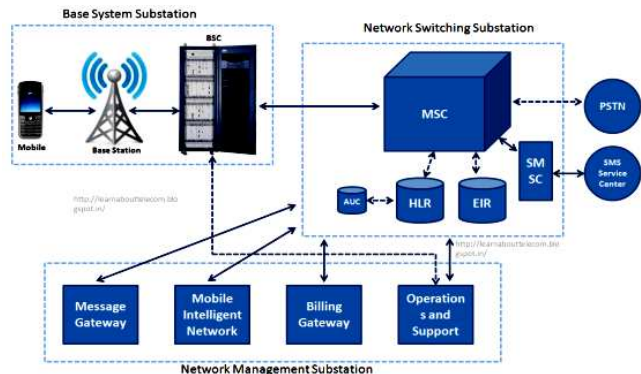 Base System Substation
Network Switching Substation
BSC
MSC
PSTN
Mobile
Base Station
SM
SC
SMS
Service
Center
http://learnabouttelecom.blo
gspot.in/
AUC
HLR
EIR
http://learnabouttelecom.blo
gspot.in/
Message
Gateway
Mobile
Intelligent
Network
Billing
Gateway
Operation
s and
Support
Network Management Substation